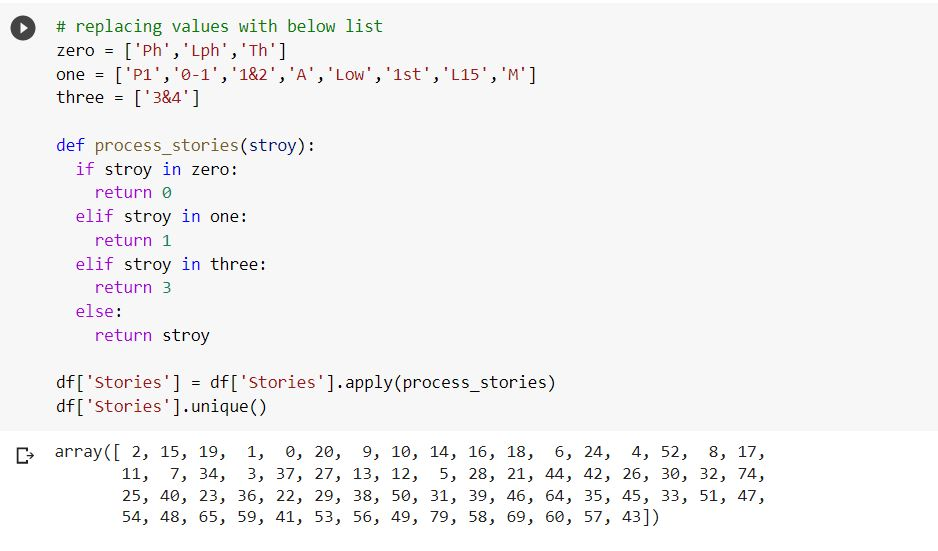 # replacing values with below list
zero = ['Ph','Lph','Th']
one = ['P1','0-1','1&2','A','Low','1st','L15','M']
three = ['3&4']

def process_stories(stroy):
  if stroy in zero:
    return 0
  elif stroy in one:
    return 1
  elif stroy in three:
    return 3
  else:
    return stroy

df['Stories'] = df['Stories'].apply(process_stories)
df['Stories'].unique()
array([ 2, 15, 19,  1,  0, 20,  9, 10, 14, 16, 18,  6, 24,  4, 52,  8, 17,
       11,  7, 34,  3, 37, 27, 13, 12,  5, 28, 21, 44, 42, 26, 30, 32, 74,
       25, 40, 23, 36, 22, 29, 38, 50, 31, 39, 46, 64, 35, 45, 33, 51, 47,
       54, 48, 65, 59, 41, 53, 56, 49, 79, 58, 69, 60, 57, 43])